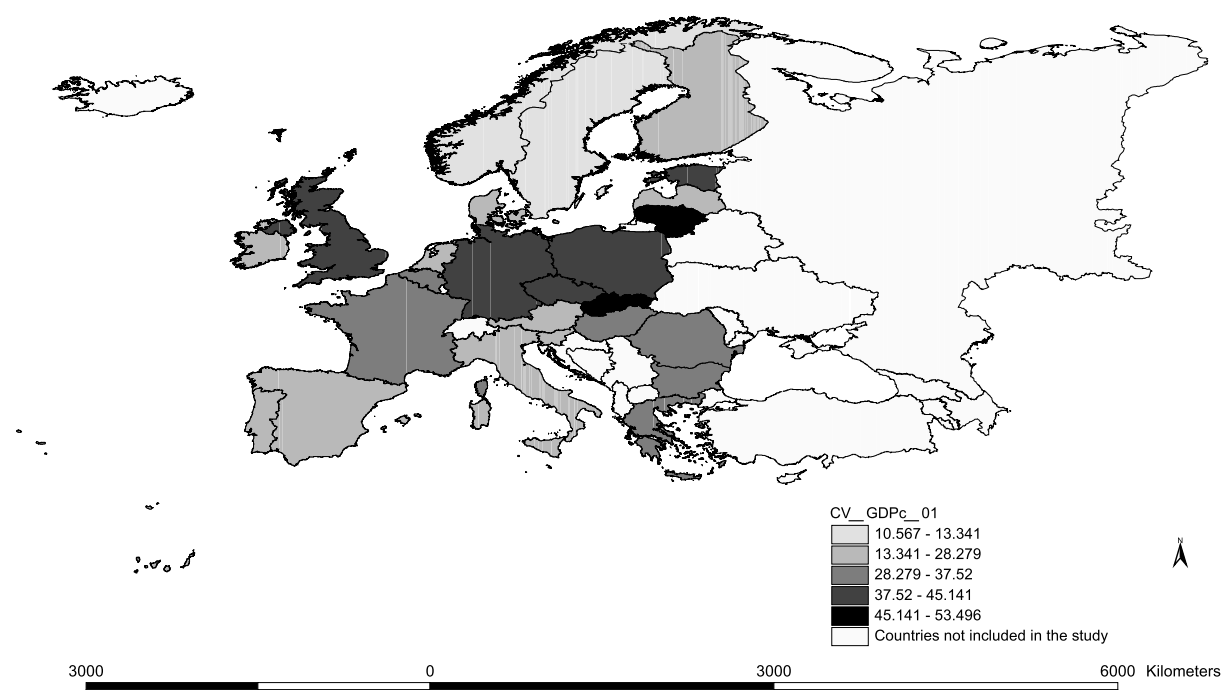 CV__GDPc__01
10.567 - 13.341
13.341 - 28.279
28.279 - 37.52
37.52 - 45.141
45.141 - 53.496
Countries not included in the study
N
3000 0 3000 6000 Kilometers